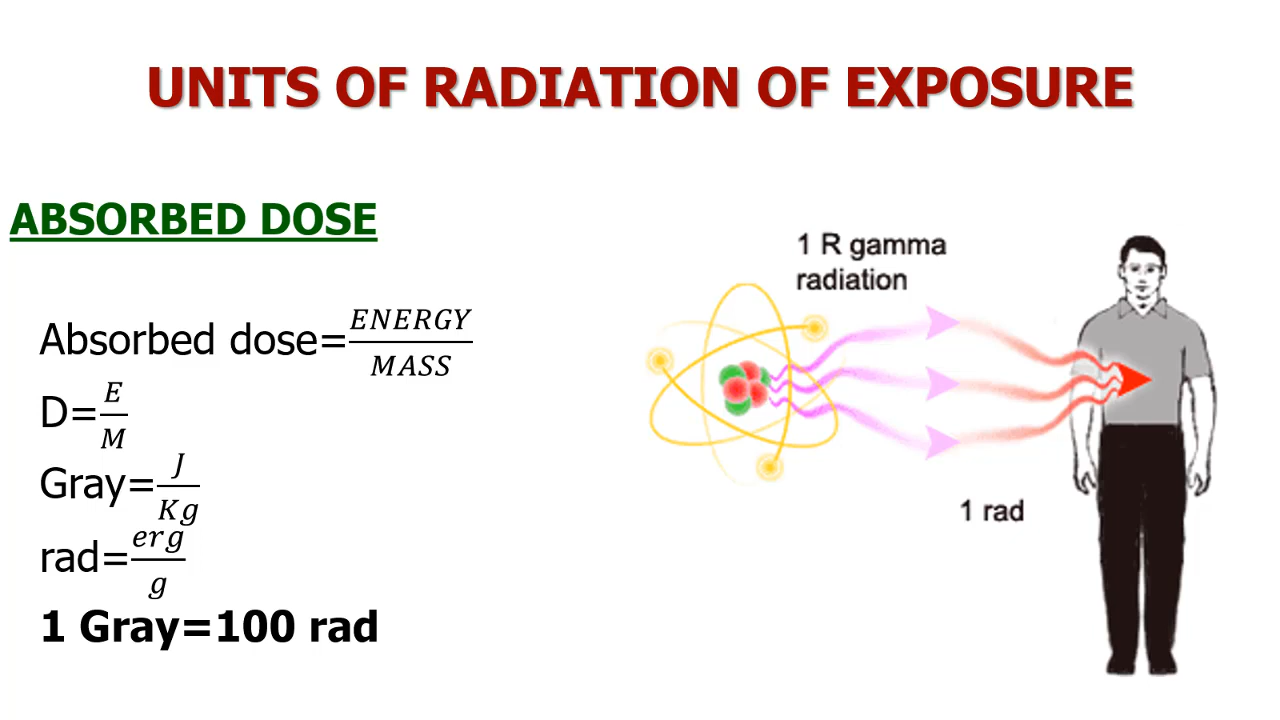 UNITS OF RADIATION OF EXPOSURE
ABSORBED DOSE
Absorbed dose=ENERGY/MASS
D=E/M
Gray=J/Kg
rad=erg/g
1 Gray=100 rad
1 R gamma
radiation
1 rad